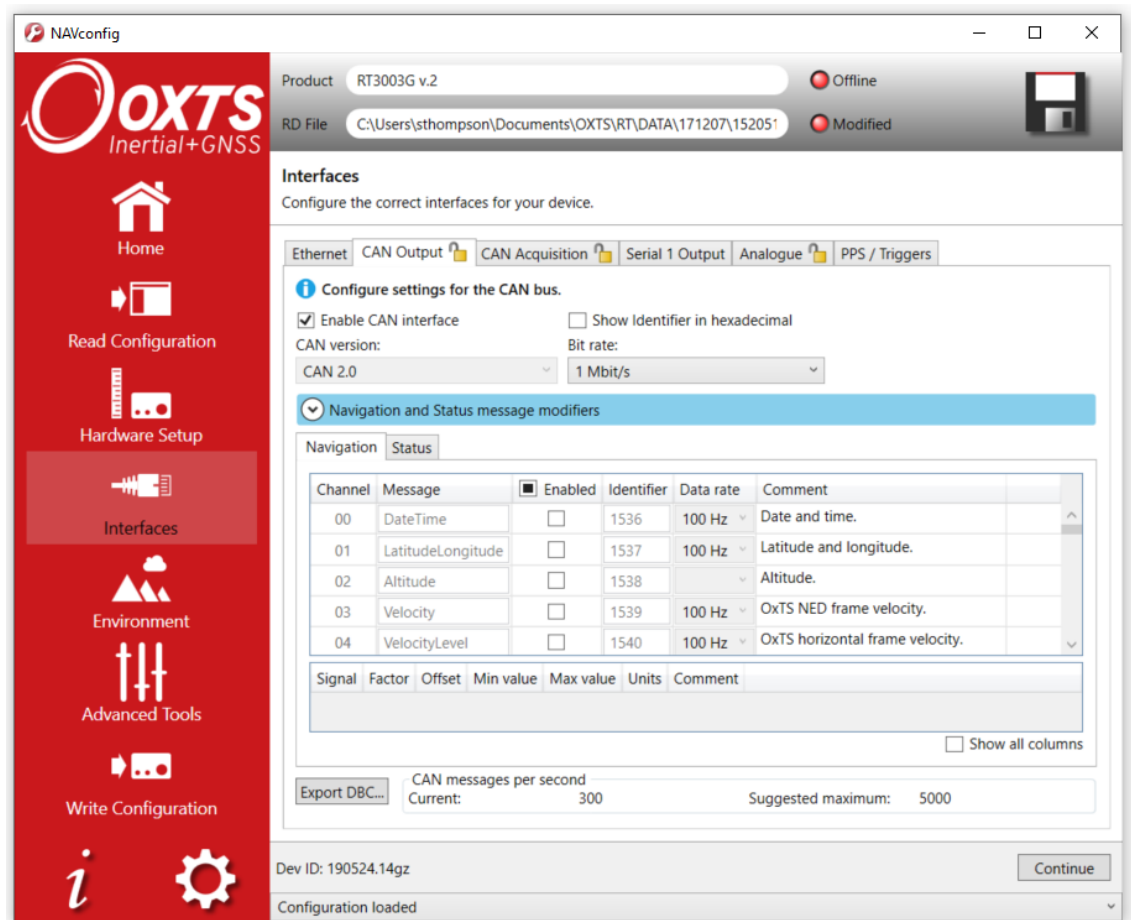 NAVconfig
OXTS
Inertial+GNSS
Home
Read Configuration
Hardware Setup
Interfaces
Environment
Advanced Tools
Write Configuration
i
Product RT3003G v.2 Offline
RD File C:\Users\sthompson\Documents\OXTS\RT\DATA\171207\152051 Modified
Interfaces
Configure the correct interfaces for your device.
Ethernet CAN Output CAN Acquisition Serial 1 Output Analogue PPS / Triggers
Configure settings for the CAN bus.
Enable CAN interface Show Identifier in hexadecimal
CAN version: Bit rate:
CAN 2.0 1 Mbit/s
Navigation and Status message modifiers
Navigation Status
Channel Message Enabled Identifier Data rate Comment
00 DateTime 1536 100 Hz Date and time.
01 LatitudeLongitude 1537 100 Hz Latitude and longitude.
02 Altitude 1538 Altitude.
03 Velocity 1539 100 Hz OxTS NED frame velocity.
04 VelocityLevel 1540 100 Hz OxTS horizontal frame velocity.
Signal Factor Offset Min value Max value Units Comment
Show all columns
Export DBC...
CAN messages per second
Current: 300 Suggested maximum: 5000
Dev ID: 190524.14gz Continue
Configuration loaded